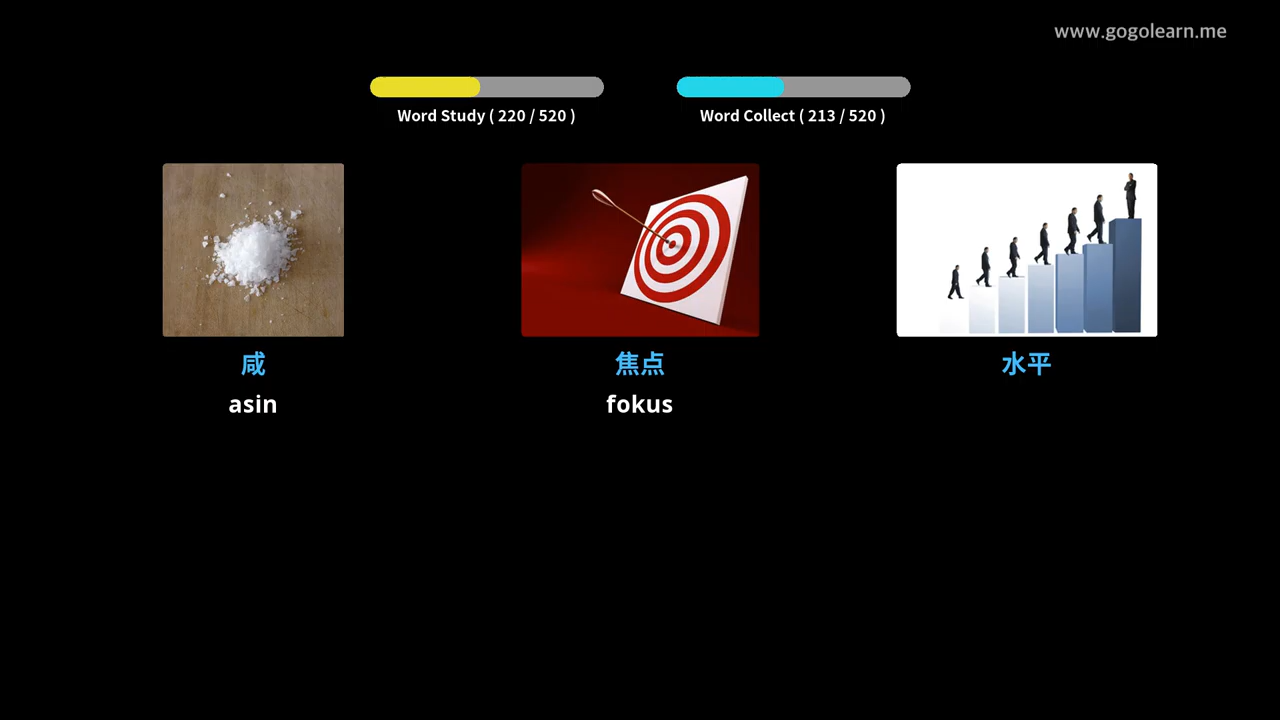 www.gogolearn.me
Word Study ( 220 / 520 )
Word Collect ( 213 / 520 )
咸
焦点
水平
asin
fokus